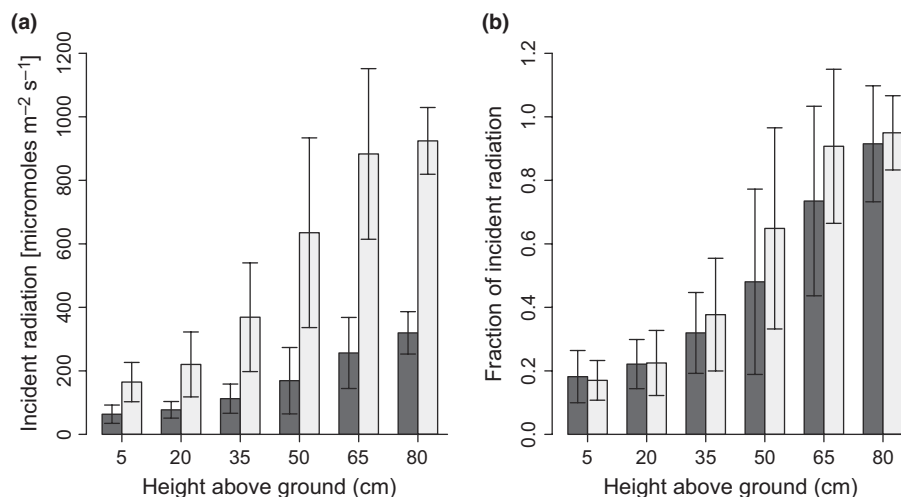 (a)
Incident radiation [micromoles m⁻² s⁻¹]
0 200 400 600 800 1000 1200
5 20 35 50 65 80
Height above ground (cm)
(b)
Fraction of incident radiation
0.0 0.2 0.4 0.6 0.8 1.0 1.2
5 20 35 50 65 80
Height above ground (cm)